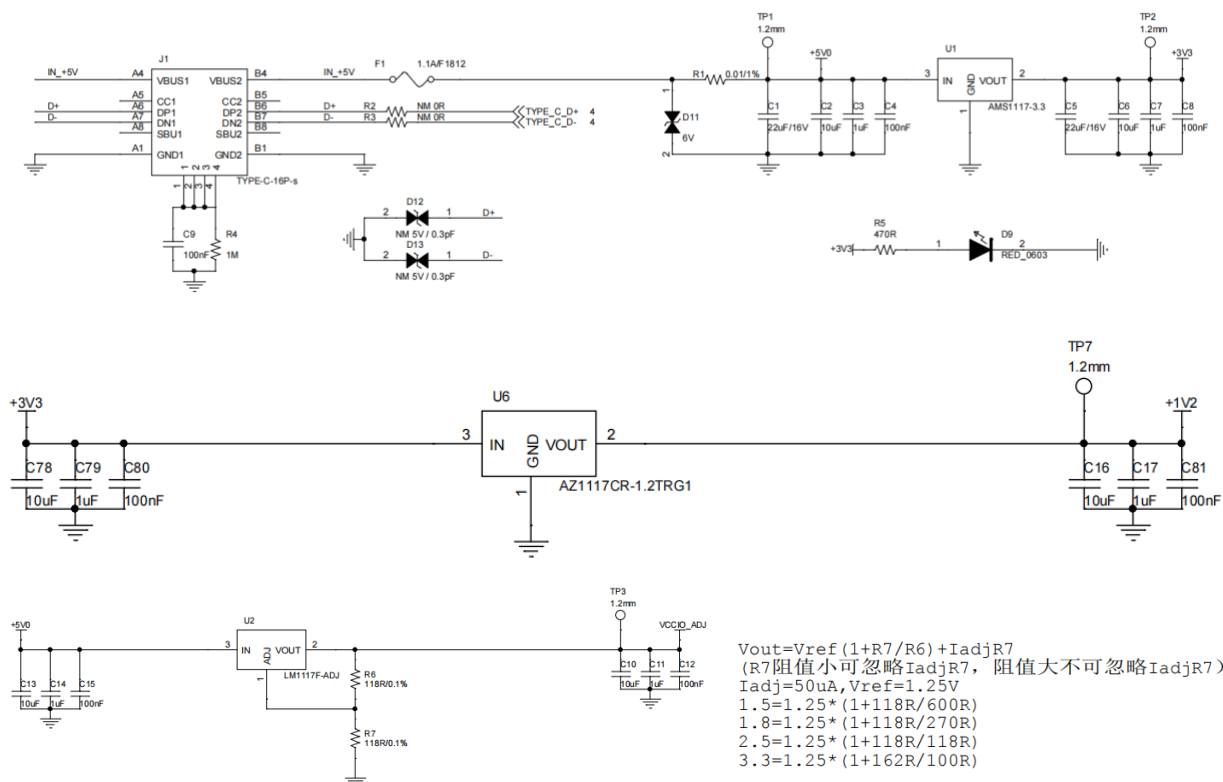 TP1
1.2mm
TP2
1.2mm
J1
F1 1.1A/F1812
+5V0
U1
+3V3
IN_+5V A4 VBUS1 VBUS2 B4 IN_+5V
R1 0.01/1%
3 IN GND VOUT 2
1
AMS1117-3.3
A5 CC1 CC2 B5
D+ A6 DP1 DP2 B6 D+ R2 NM 0R TYPE_C_D+ 4
D- A7 DN1 DN2 B7 D- R3 NM 0R TYPE_C_D- 4
A8 SBU1 SBU2 B8
A1 GND1 GND2 B1
1 2 3 4
1 2 3 4
TYPE-C-16P-s
1
D11
6V
2
C1
22uF/16V
C2
10uF
C3
1uF
C4
100nF
C5
22uF/16V
C6
10uF
C7
1uF
C8
100nF
C9
100nF
R4
1M
D12
2 1 D+
NM 5V / 0.3pF
D13
2 1 D-
NM 5V / 0.3pF
R5
470R
D9
+3V3 1 2
RED_0603
TP7
1.2mm
+3V3
U6
+1V2
3 IN GND VOUT 2
1
AZ1117CR-1.2TRG1
C78
10uF
C79
1uF
C80
100nF
C16
10uF
C17
1uF
C81
100nF
TP3
1.2mm
+5V0
U2
VCCIO_ADJ
3 IN ADJ VOUT 2
1
LM1117F-ADJ
C13
10uF
C14
1uF
C15
100nF
R6
118R/0.1%
R7
118R/0.1%
C10
10uF
C11
1uF
C12
100nF
Vout=Vref(1+R7/R6)+IadjR7
(R7阻值小可忽略IadjR7，阻值大不可忽略IadjR7)
Iadj=50uA,Vref=1.25V
1.5=1.25*(1+118R/600R)
1.8=1.25*(1+118R/270R)
2.5=1.25*(1+118R/118R)
3.3=1.25*(1+162R/100R)